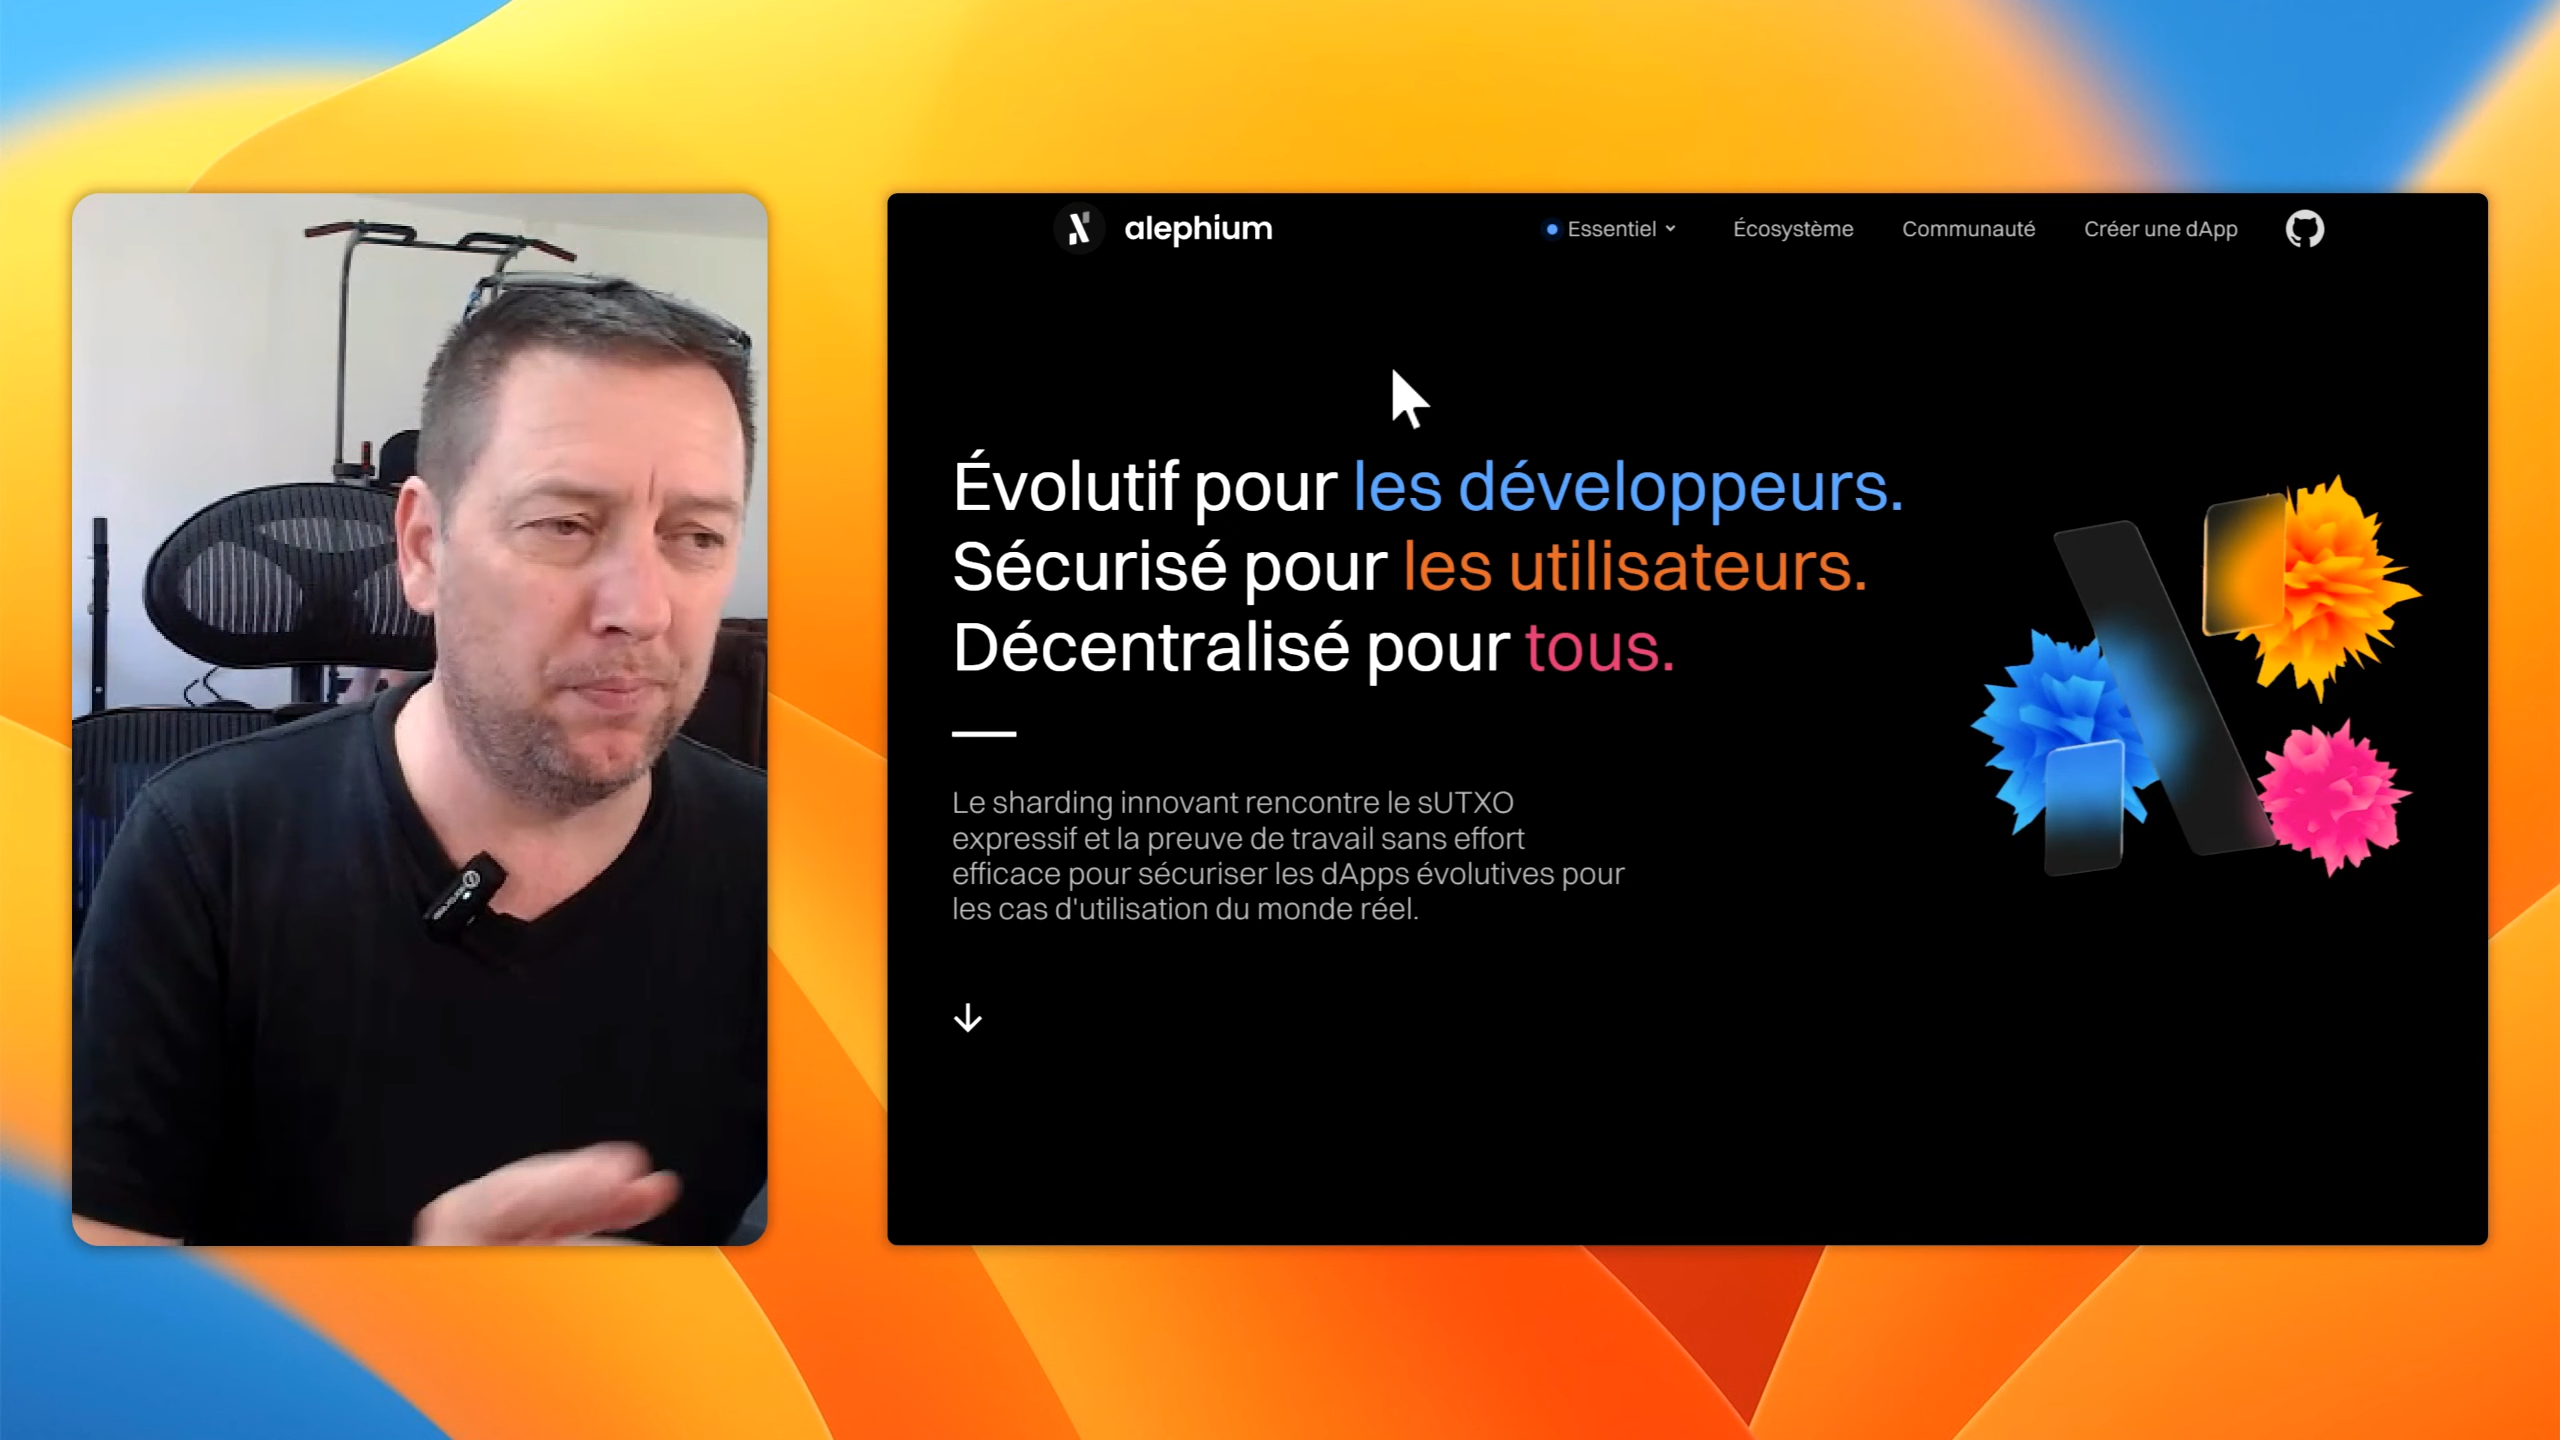 alephium
Essentiel
Écosystème
Communauté
Créer une dApp
Évolutif pour les développeurs.
Sécurisé pour les utilisateurs.
Décentralisé pour tous.
Le sharding innovant rencontre le sUTXO
expressif et la preuve de travail sans effort
efficace pour sécuriser les dApps évolutives pour
les cas d'utilisation du monde réel.